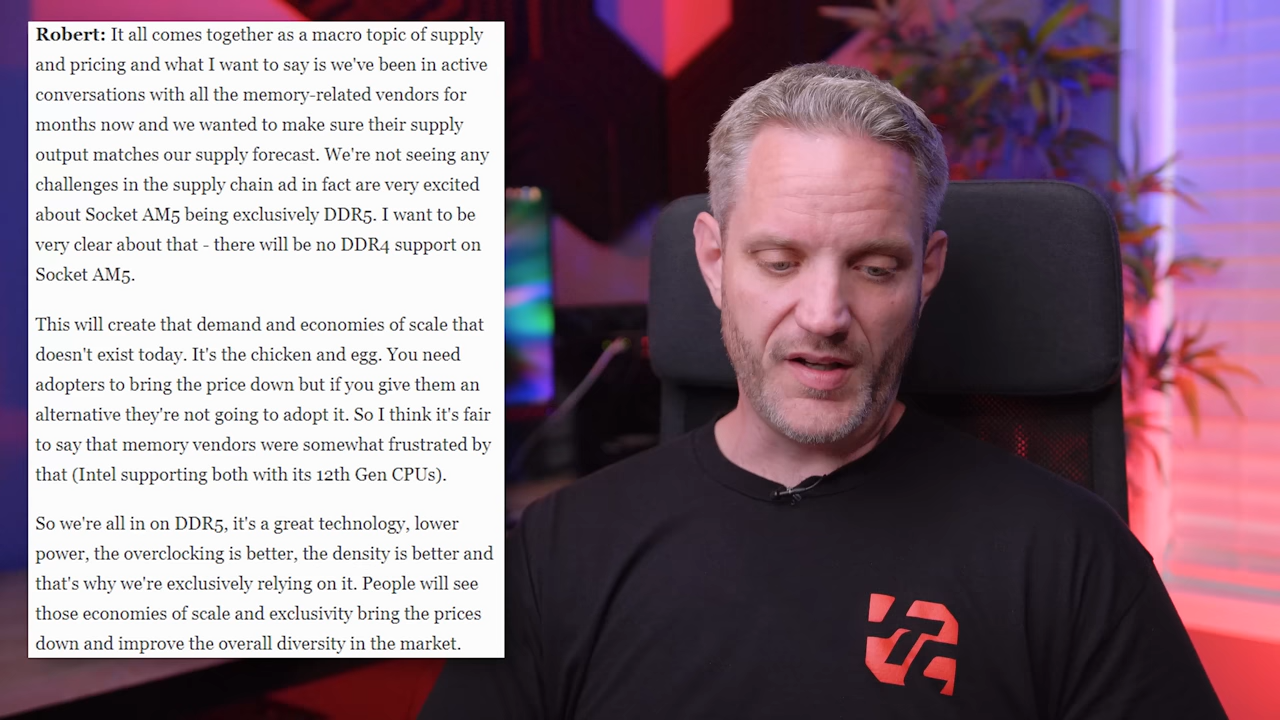 Robert: It all comes together as a macro topic of supply
and pricing and what I want to say is we've been in active
conversations with all the memory-related vendors for
months now and we wanted to make sure their supply
output matches our supply forecast. We're not seeing any
challenges in the supply chain ad in fact are very excited
about Socket AM5 being exclusively DDR5. I want to be
very clear about that - there will be no DDR4 support on
Socket AM5.
This will create that demand and economies of scale that
doesn't exist today. It's the chicken and egg. You need
adopters to bring the price down but if you give them an
alternative they're not going to adopt it. So I think it's fair
to say that memory vendors were somewhat frustrated by
that (Intel supporting both with its 12th Gen CPUs).
So we're all in on DDR5, it's a great technology, lower
power, the overclocking is better, the density is better and
that's why we're exclusively relying on it. People will see
those economies of scale and exclusivity bring the prices
down and improve the overall diversity in the market.